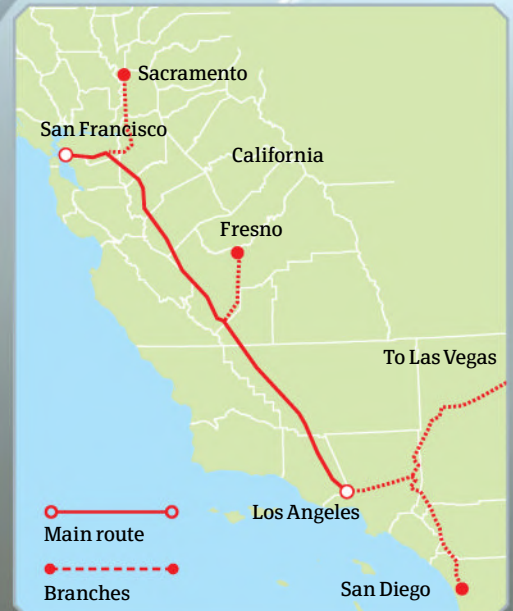 Sacramento
San Francisco
California
Fresno
To Las Vegas
Los Angeles
Main route
San Diego
Branches